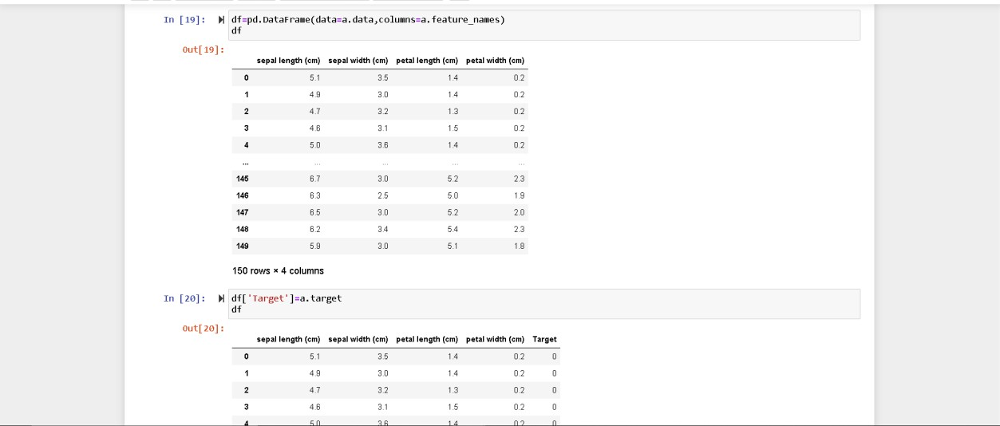 In [19]: df=pd.DataFrame(data=a.data,columns=a.feature_names)
df
Out[19]:
sepal length (cm) sepal width (cm) petal length (cm) petal width (cm)
0 5.1 3.5 1.4 0.2
1 4.9 3.0 1.4 0.2
2 4.7 3.2 1.3 0.2
3 4.6 3.1 1.5 0.2
4 5.0 3.6 1.4 0.2
... ... ... ... ...
145 6.7 3.0 5.2 2.3
146 6.3 2.5 5.0 1.9
147 6.5 3.0 5.2 2.0
148 6.2 3.4 5.4 2.3
149 5.9 3.0 5.1 1.8
150 rows × 4 columns
In [20]: df['Target']=a.target
df
Out[20]:
sepal length (cm) sepal width (cm) petal length (cm) petal width (cm) Target
0 5.1 3.5 1.4 0.2 0
1 4.9 3.0 1.4 0.2 0
2 4.7 3.2 1.3 0.2 0
3 4.6 3.1 1.5 0.2 0
4 5.0 3.6 1.4 0.2 0